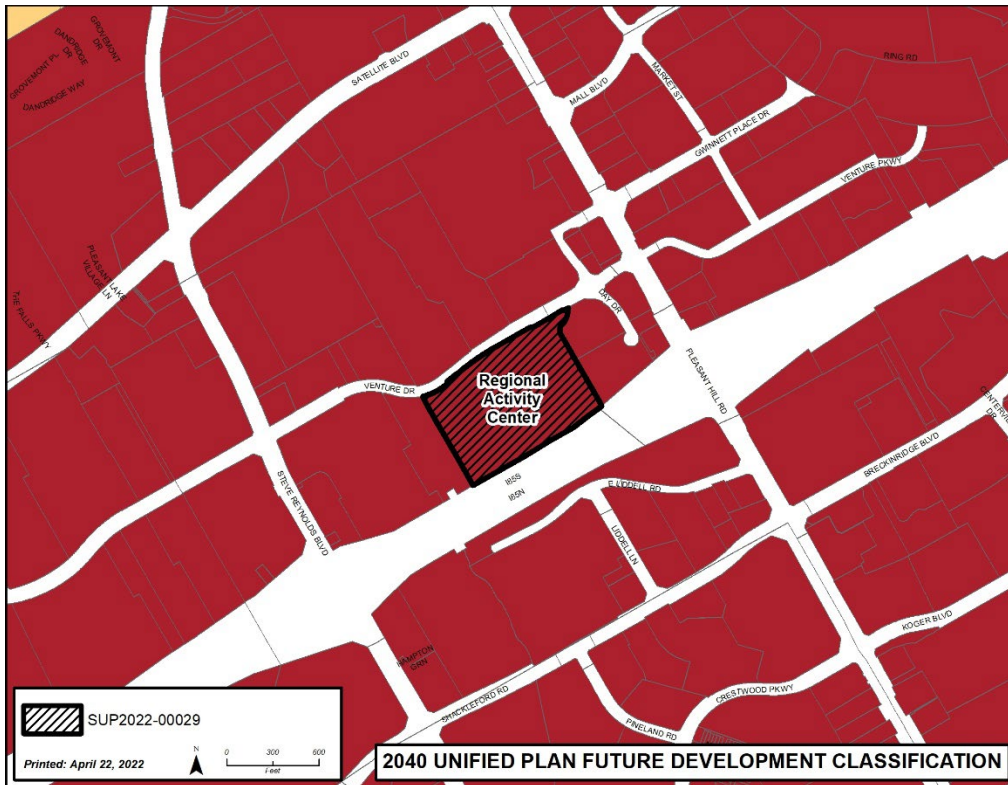 GROVEMONT
DR
DANDRIDGE
DR
GROVEMONT PL
DANDRIDGE WAY
SATELLITE BLVD
MALL BLVD
MARKET ST
RING RD
GWINNETT PLACE DR
VENTURE PKWY
PLEASANT LAKE
VILLAGE LN
THE FALLS PKWY
DAY DR
VENTURE DR
Regional
Activity
Center
PLEASANT HILL RD
CENTERVIEW
DR
BRECKINRIDGE BLVD
STEVE REYNOLDS BLVD
I85S
I85N
E LIDDELL RD
LIDDELL LN
KOGER BLVD
HAMPTON
GRN
SHACKLEFORD RD
CRESTWOOD PKWY
PINELAND RD
SUP2022-00029
N
0 300 600
Feet
Printed: April 22, 2022
2040 UNIFIED PLAN FUTURE DEVELOPMENT CLASSIFICATION